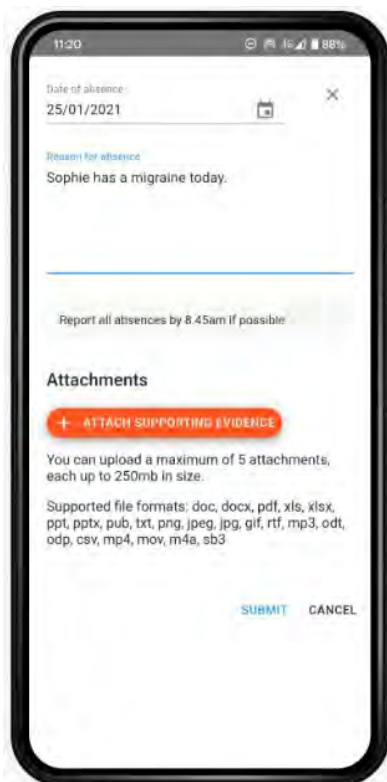 11:20
88%
Date of absence
25/01/2021
Reason for absence
Sophie has a migraine today.
Report all absences by 8.45am if possible
Attachments
+ ATTACH SUPPORTING EVIDENCE
You can upload a maximum of 5 attachments,
each up to 250mb in size.
Supported file formats: doc, docx, pdf, xls, xlsx,
ppt, pptx, pub, txt, png, jpeg, jpg, gif, rtf, mp3, odt,
odp, csv, mp4, mov, m4a, sb3
SUBMIT CANCEL